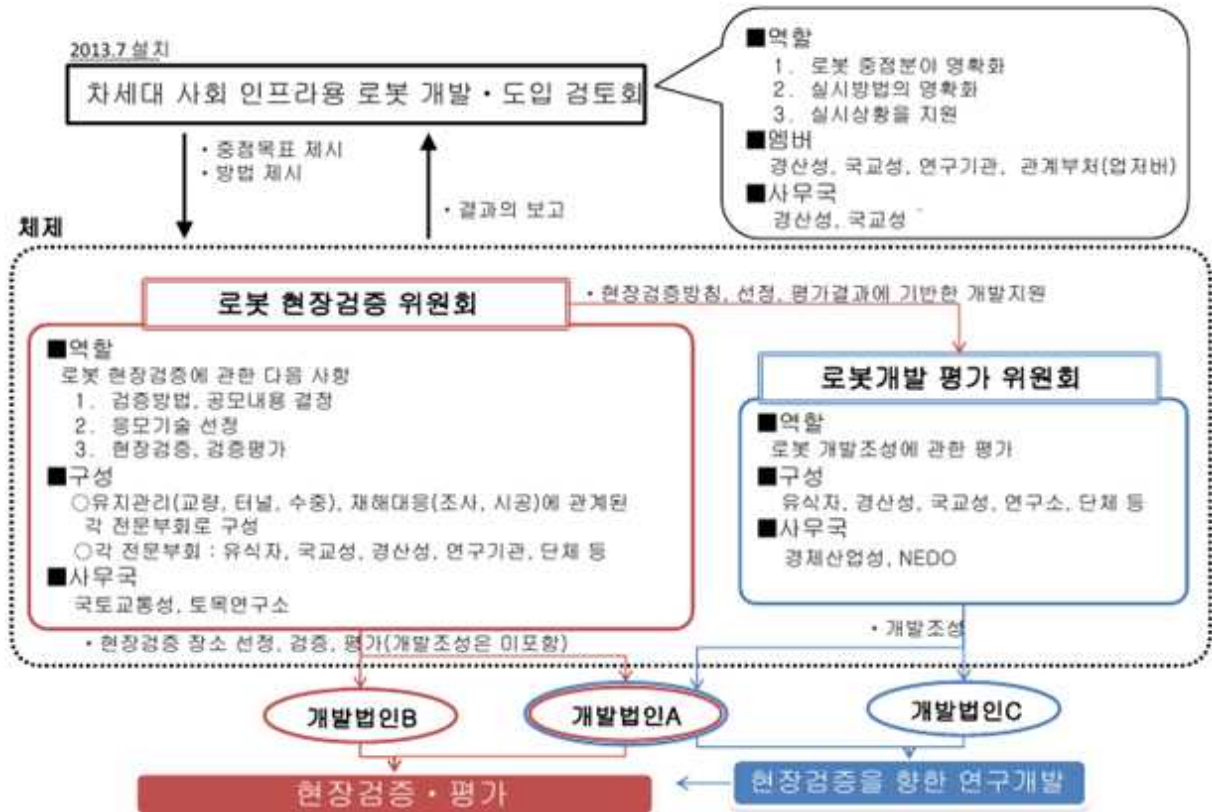 2013.7 설치
차세대 사회 인프라용 로봇 개발・도입 검토회
■역할
1. 로봇 중점분야 명확화
2. 실시방법의 명확화
3. 실시상황을 지원
■멤버
경산성, 국교성, 연구기관, 관계부처(업저버)
■사무국
경산성, 국교성
・중점목표 제시
・방법 제시
・결과의 보고
체제
로봇 현장검증 위원회
・현장검증방침, 선정, 평가결과에 기반한 개발지원
■역할
로봇 현장검증에 관한 다음 사항
1. 검증방법, 공모내용 결정
2. 응모기술 선정
3. 현장검증, 검증평가
■구성
○유지관리(교량, 터널, 수중), 재해대응(조사, 시공)에 관계된
각 전문부회로 구성
○각 전문부회 : 유식자, 국교성, 경산성, 연구기관, 단체 등
■사무국
국토교통성, 토목연구소
로봇개발 평가 위원회
■역할
로봇 개발조성에 관한 평가
■구성
유식자, 경산성, 국교성, 연구소, 단체 등
■사무국
경제산업성, NEDO
・현장검증 장소 선정, 검증, 평가(개발조성은 미포함)
・개발조성
개발법인B
개발법인A
개발법인C
현장검증・평가
현장검증을 향한 연구개발